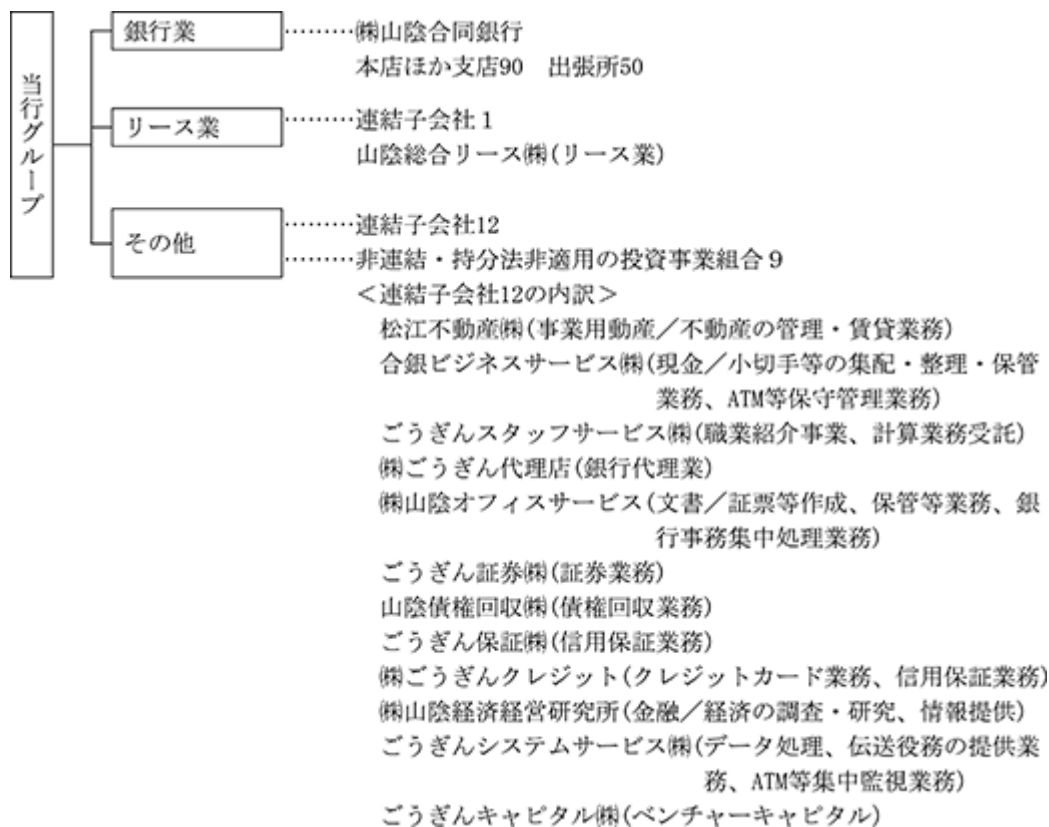 当行グループ
銀行業………㈱山陰合同銀行
本店ほか支店90　出張所50
リース業………連結子会社１
山陰総合リース㈱(リース業)
その他………連結子会社12
………非連結・持分法非適用の投資事業組合９
＜連結子会社12の内訳＞
松江不動産㈱(事業用動産／不動産の管理・賃貸業務)
合銀ビジネスサービス㈱(現金／小切手等の集配・整理・保管
業務、ATM等保守管理業務)
ごうぎんスタッフサービス㈱(職業紹介事業、計算業務受託)
㈱ごうぎん代理店(銀行代理業)
㈱山陰オフィスサービス(文書／証票等作成、保管等業務、銀
行事務集中処理業務)
ごうぎん証券㈱(証券業務)
山陰債権回収㈱(債権回収業務)
ごうぎん保証㈱(信用保証業務)
㈱ごうぎんクレジット(クレジットカード業務、信用保証業務)
㈱山陰経済経営研究所(金融／経済の調査・研究、情報提供)
ごうぎんシステムサービス㈱(データ処理、伝送役務の提供業
務、ATM等集中監視業務)
ごうぎんキャピタル㈱(ベンチャーキャピタル)